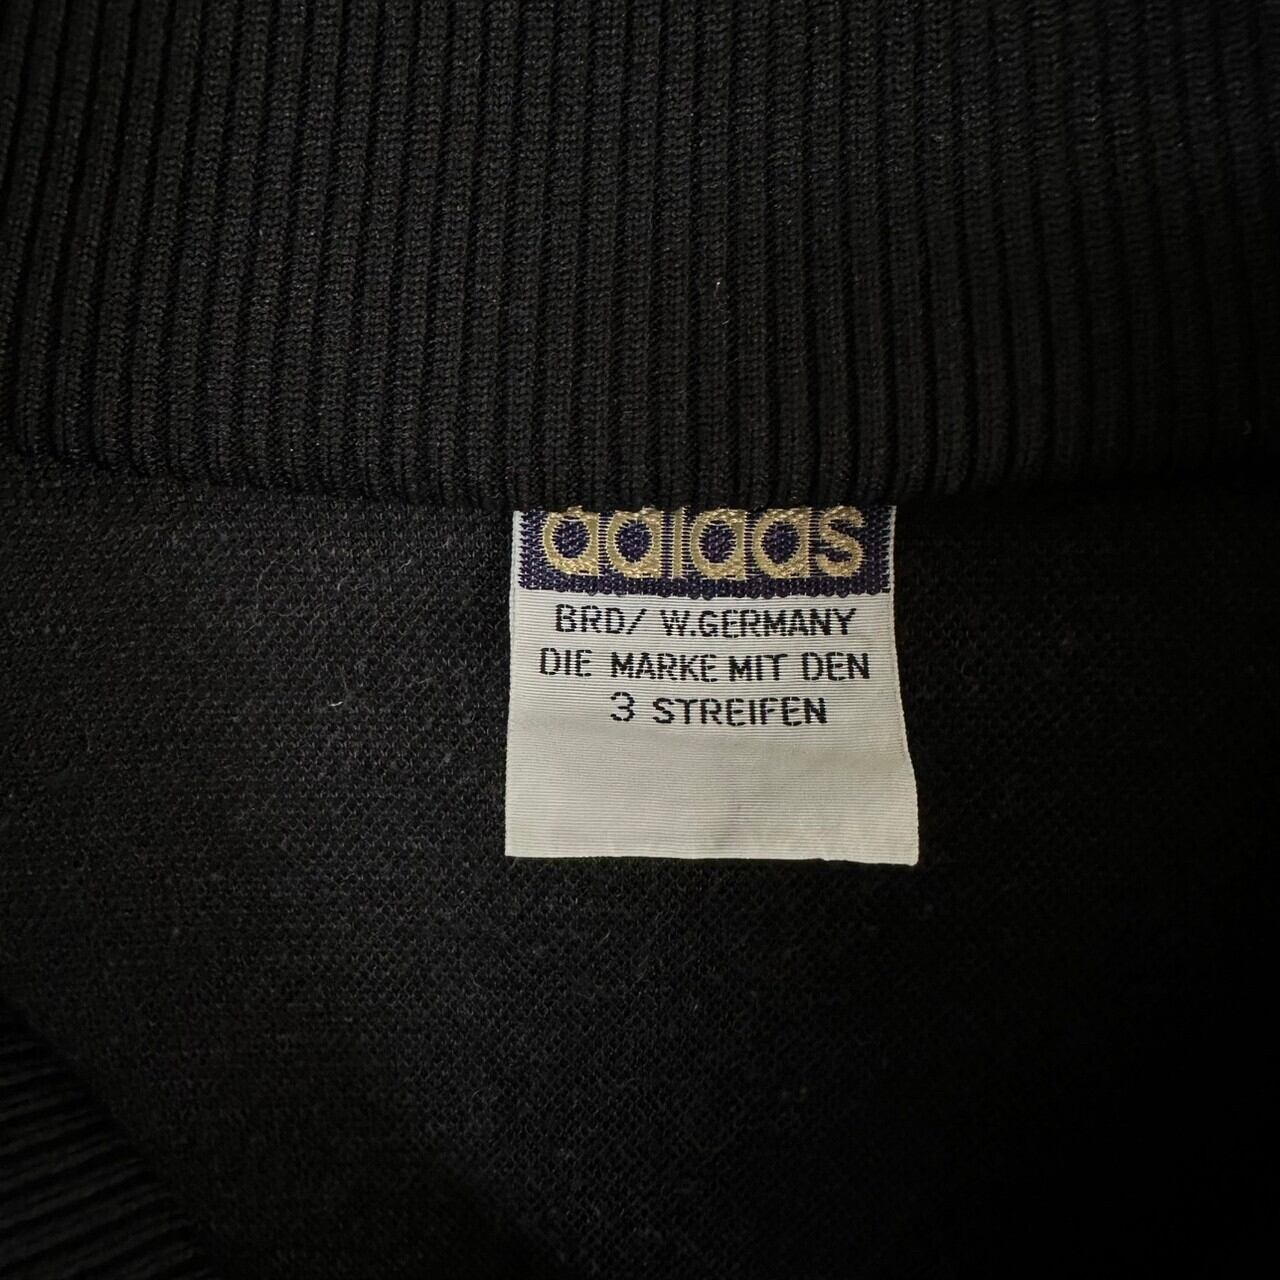 adidas
BRD/ W.GERMANY
DIE MARKE MIT DEN
3 STREIFEN